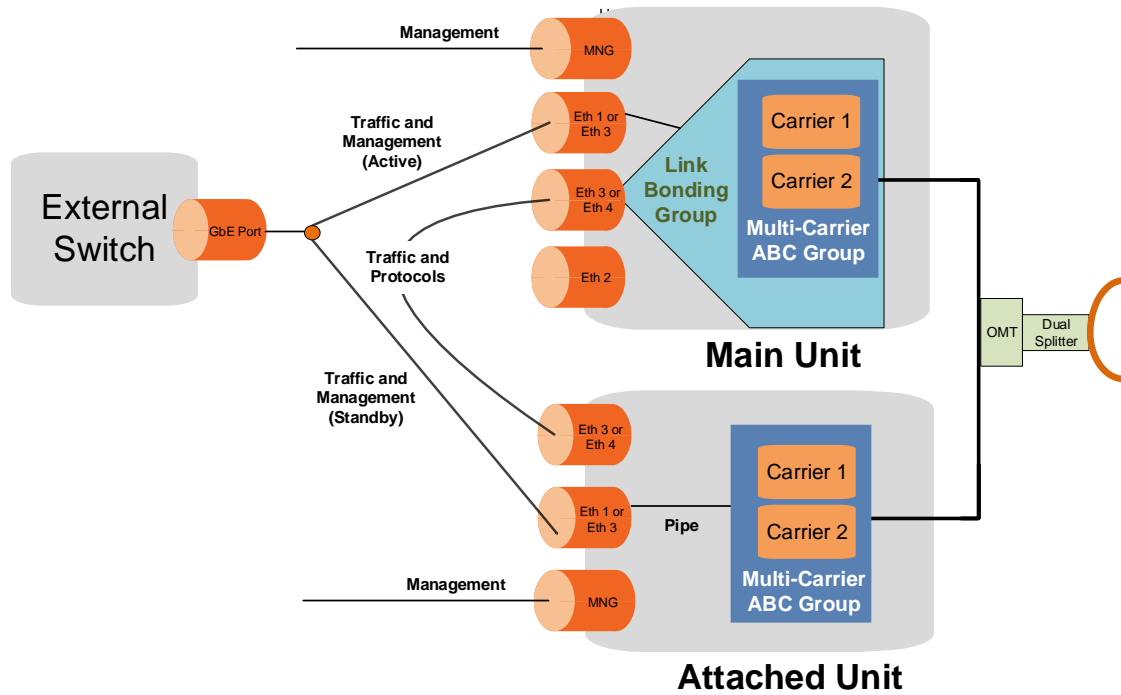 Management
MNG
Eth 1 or
Eth 3
Traffic and
Management
(Active)
Carrier 1
Link
Bonding
Group
Carrier 2
Eth 3 or
Eth 4
External
Switch
GbE Port
Multi-Carrier
ABC Group
Traffic and
Protocols
Eth 2
OMT
Dual
Splitter
Main Unit
Traffic and
Management
(Standby)
Eth 3 or
Eth 4
Carrier 1
Eth 1 or
Eth 3
Pipe
Carrier 2
Multi-Carrier
ABC Group
Management
MNG
Attached Unit